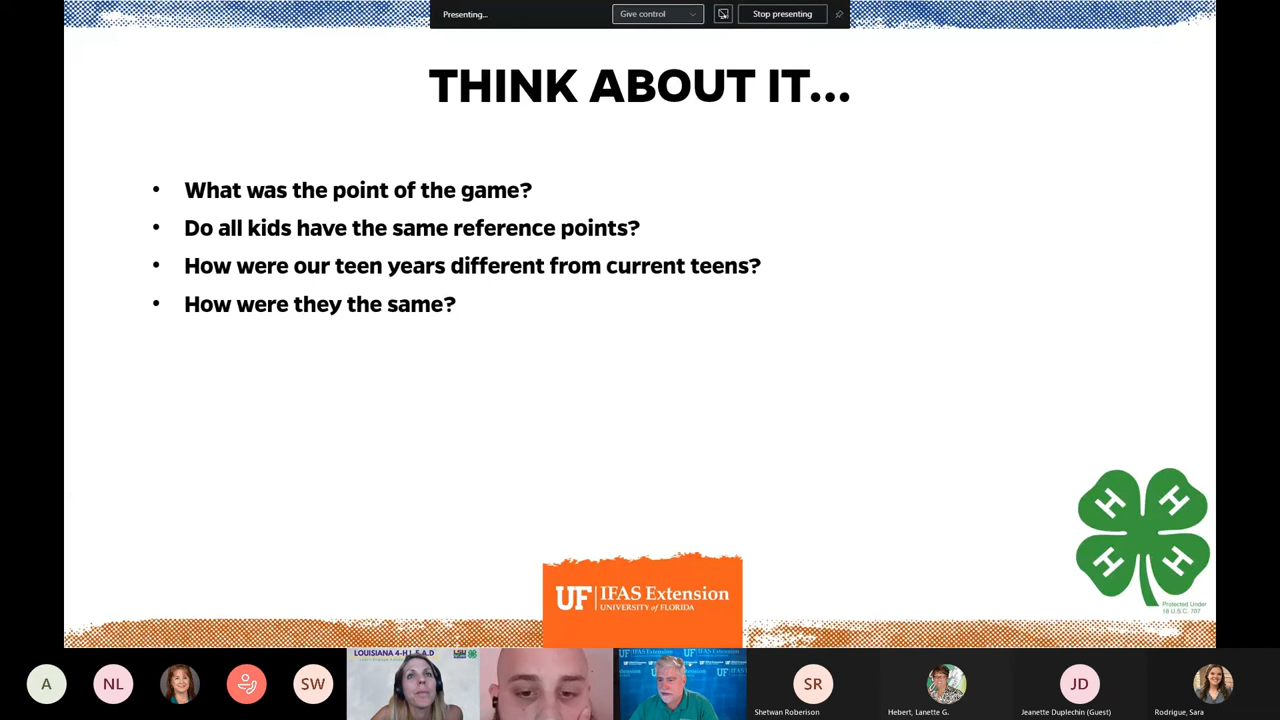 Presenting...
Give control
Stop presenting
THINK ABOUT IT...
• What was the point of the game?
• Do all kids have the same reference points?
• How were our teen years different from current teens?
• How were they the same?
H H
H H
Protected Under
18 U.S.C. 707
UF IFAS Extension
UNIVERSITY of FLORIDA
A
NL
SW
LOUISIANA 4-H L.E.A.D
SR
Shetwan Roberison
Hebert, Lanette G.
JD
Jeanette Duplechin (Guest)
Rodrigue, Sara